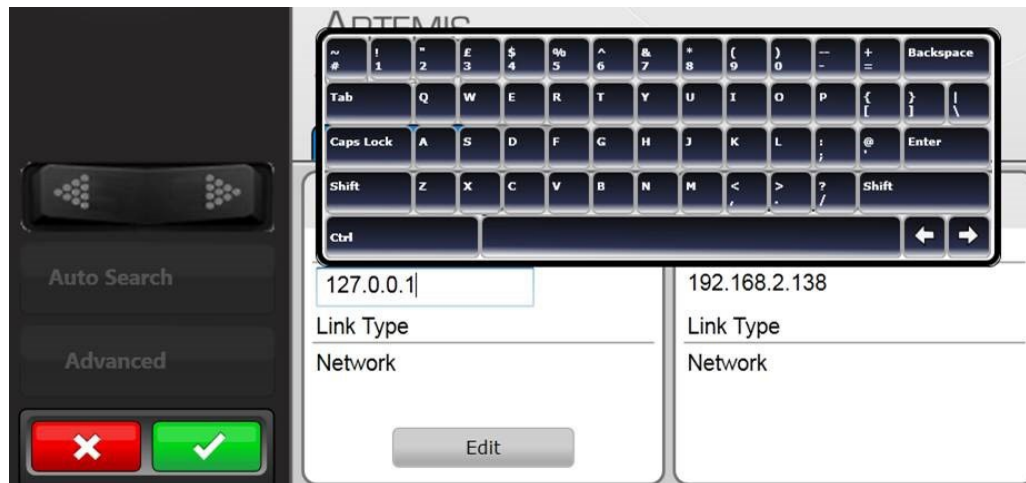 ARTEMIS
~ ! " £ $ % ^ & * ( ) — + Backspace
# 1 2 3 4 5 6 7 8 9 0 - =
Tab Q W E R T Y U I O P { } |
[ ] \
Caps Lock A S D F G H J K L : @ Enter
; '
Shift Z X C V B N M < > ? Shift
, . /
Ctrl
Auto Search
127.0.0.1
192.168.2.138
Link Type
Link Type
Advanced
Network
Network
Edit